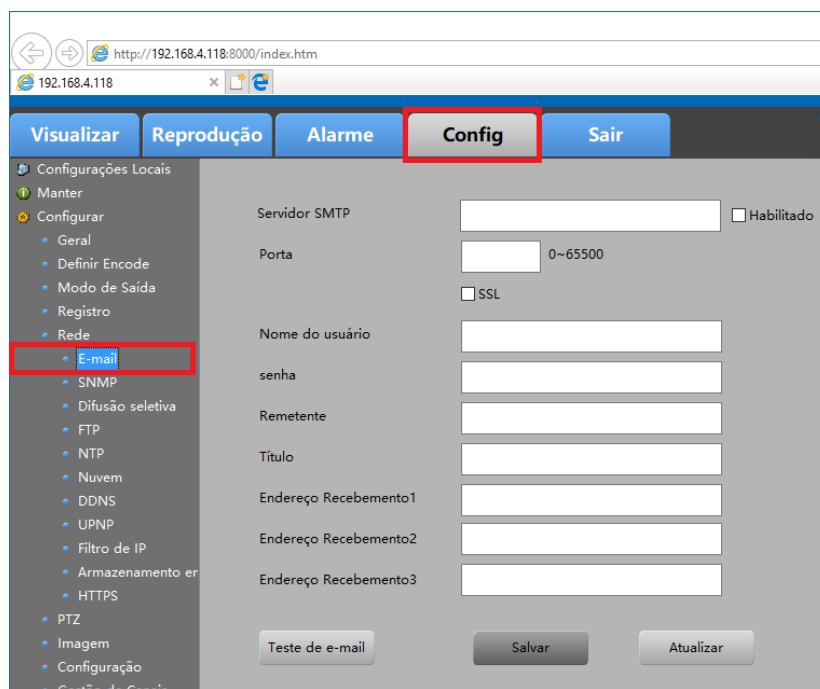 http://192.168.4.118:8000/index.htm
192.168.4.118
Visualizar Reprodução Alarme Config Sair
Configurações Locais
Manter
Configurar
Geral
Definir Encode
Modo de Saída
Registro
Rede
E-mail
SNMP
Difusão seletiva
FTP
NTP
Nuvem
DDNS
UPNP
Filtro de IP
Armazenamento er
HTTPS
PTZ
Imagem
Configuração
Servidor SMTP Habilitado
Porta 0~65500
SSL
Nome do usuário
senha
Remetente
Título
Endereço Recebemento1
Endereço Recebemento2
Endereço Recebemento3
Teste de e-mail Salvar Atualizar